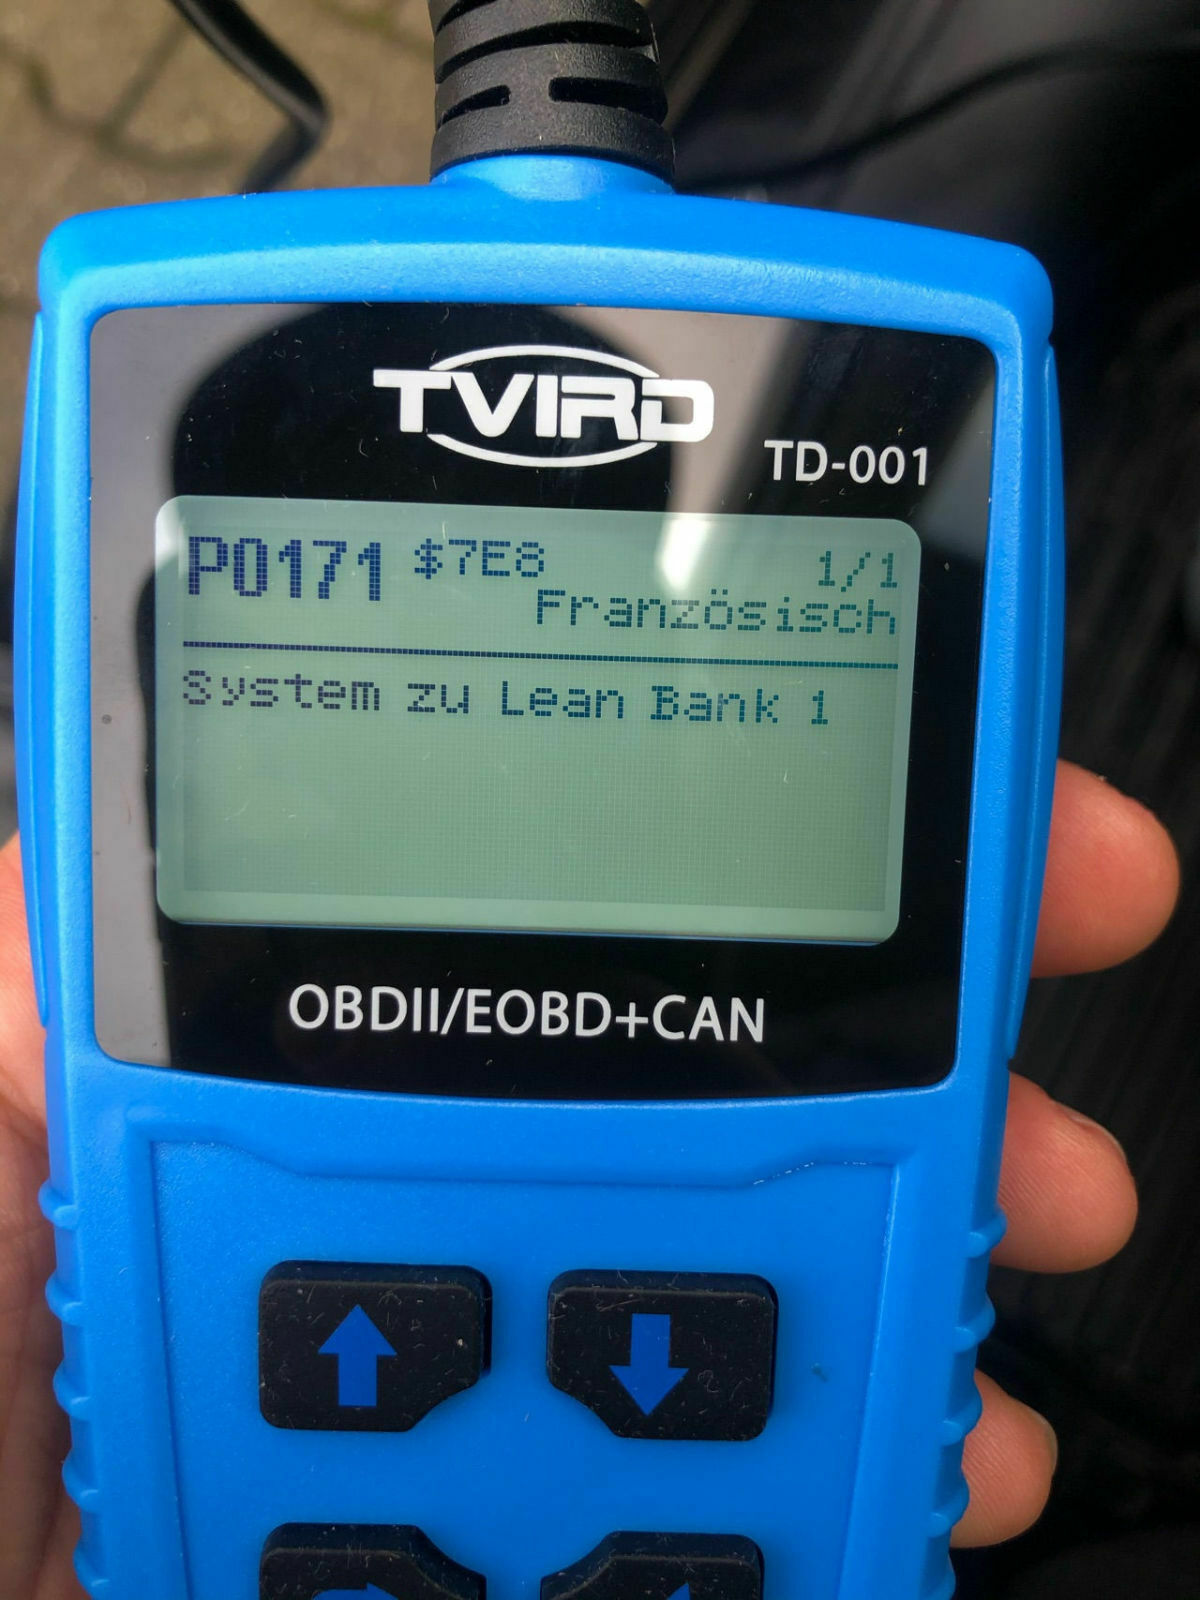 TVIRD
TD-001
P0171 $7E8 1/1
Französisch
System zu Lean Bank 1
OBDII/EOBD+CAN